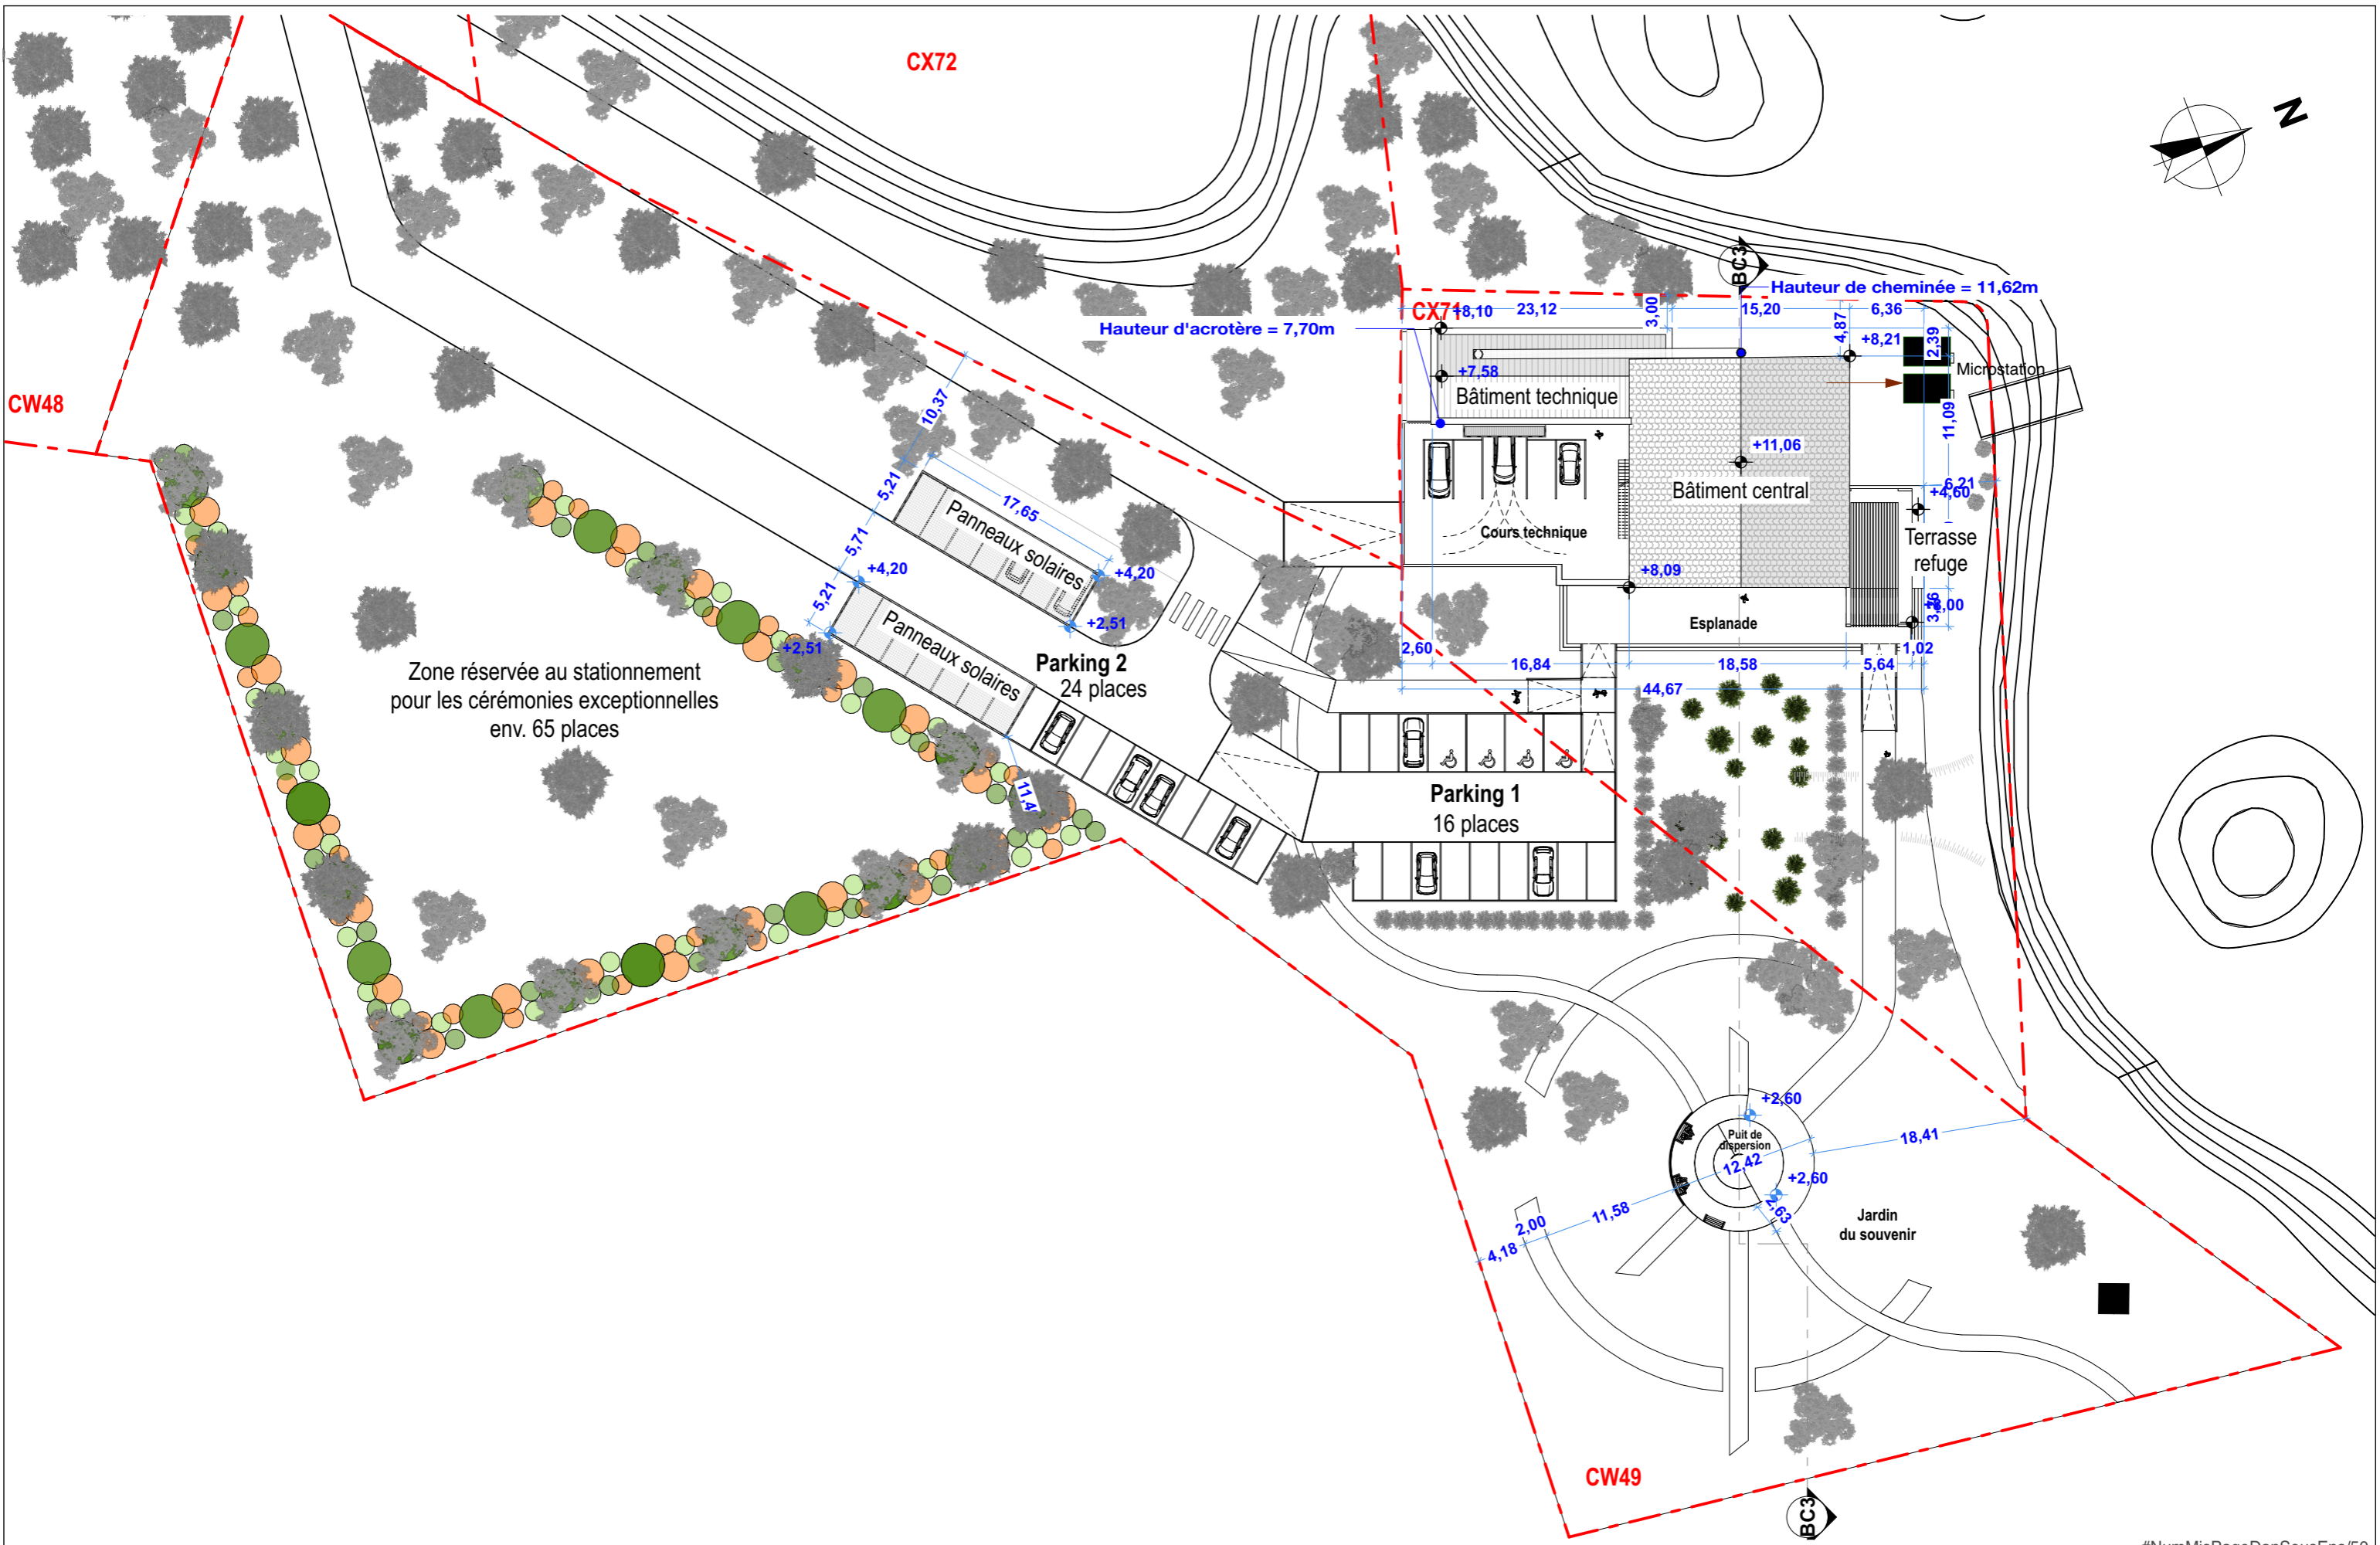 CX72
N
BC3
Hauteur de cheminée = 11,62m
CX71
+8,10
23,12
3,00
15,20
6,36
Hauteur d'acrotère = 7,70m
4,87
+8,21
2,39
Microstation
+7,58
Bâtiment technique
CW48
10,37
11,09
+11,06
Bâtiment central
5,21
17,65
Panneaux solaires
6,21
+4,60
Cours technique
Terrasse
refuge
5,71
+4,20
+4,20
+8,09
5,21
Panneaux solaires
+2,51
+2,51
Esplanade
1,02
2,60
16,84
18,58
5,64
44,67
Parking 2
24 places
Zone réservée au stationnement
pour les cérémonies exceptionnelles
env. 65 places
Parking 1
16 places
+2,60
Puit de
dispersion
12,42
18,41
+2,60
2,63
11,58
2,00
4,18
Jardin
du souvenir
CW49
BC3